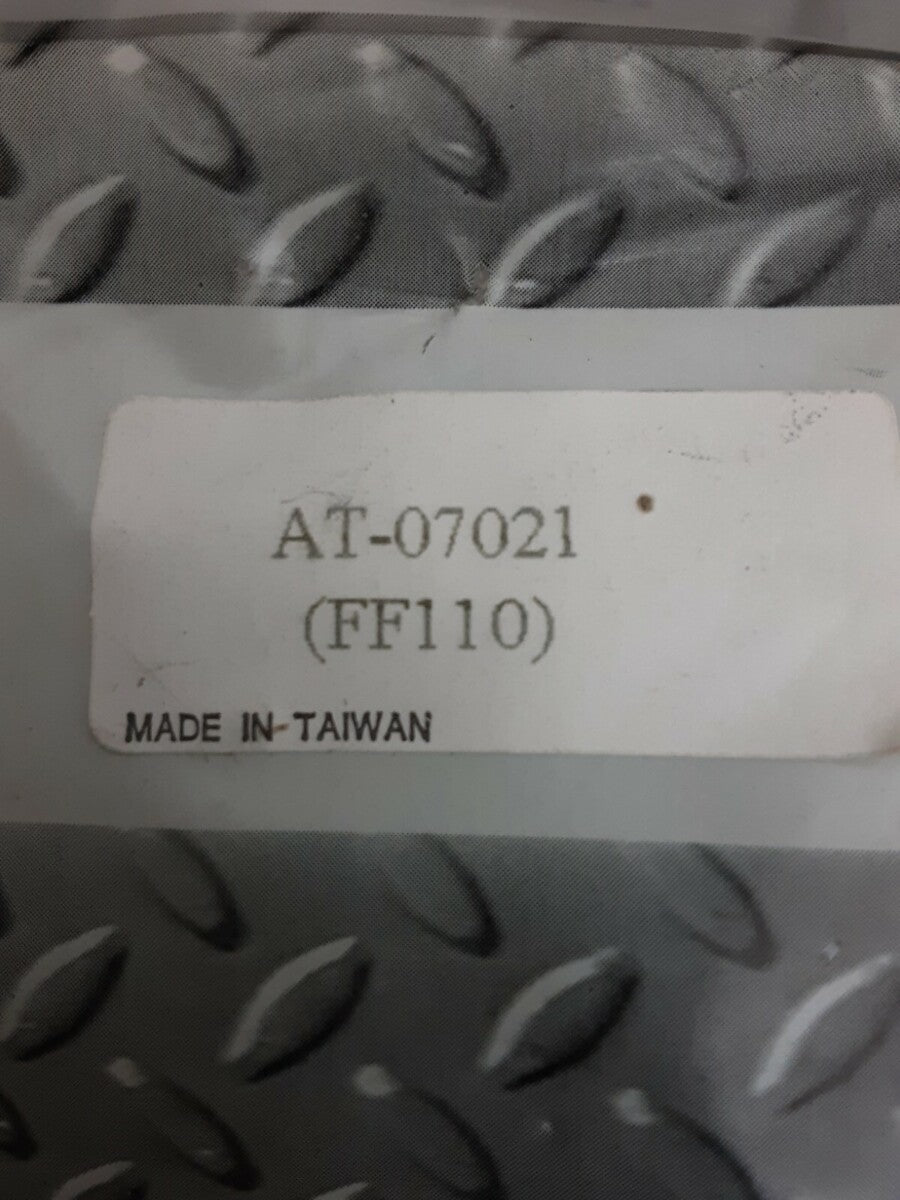 AT-07021
(FF110)
MADE IN TAIWAN